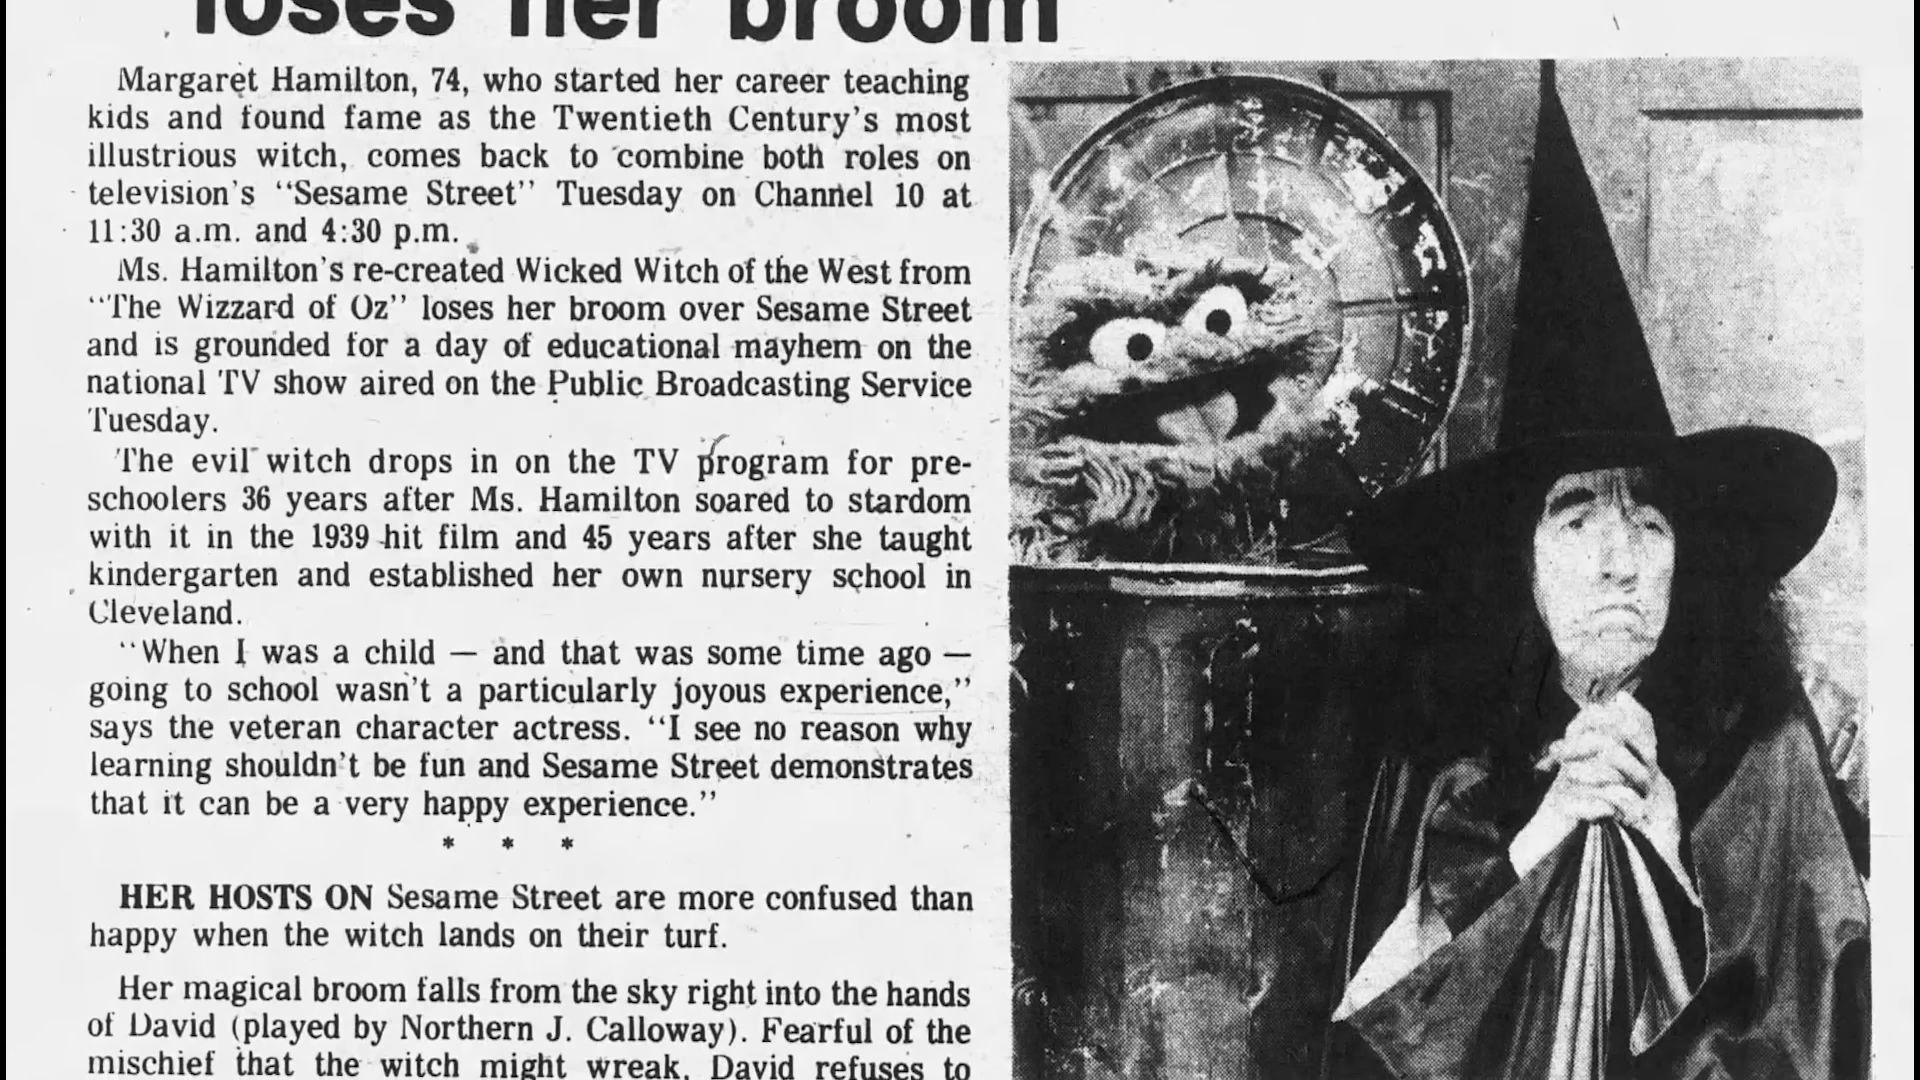 loses her broom
Margaret Hamilton, 74, who started her career teaching
kids and found fame as the Twentieth Century's most
illustrious witch, comes back to combine both roles on
television's "Sesame Street" Tuesday on Channel 10 at
11:30 a.m. and 4:30 p.m.
Ms. Hamilton's re-created Wicked Witch of the West from
"The Wizzard of Oz" loses her broom over Sesame Street
and is grounded for a day of educational mayhem on the
national TV show aired on the Public Broadcasting Service
Tuesday.
The evil witch drops in on the TV program for pre-
schoolers 36 years after Ms. Hamilton soared to stardom
with it in the 1939 hit film and 45 years after she taught
kindergarten and established her own nursery school in
Cleveland.
"When I was a child — and that was some time ago —
going to school wasn't a particularly joyous experience,"
says the veteran character actress. "I see no reason why
learning shouldn't be fun and Sesame Street demonstrates
that it can be a very happy experience."
* * *
HER HOSTS ON Sesame Street are more confused than
happy when the witch lands on their turf.
Her magical broom falls from the sky right into the hands
of David (played by Northern J. Calloway). Fearful of the
mischief that the witch might wreak, David refuses to